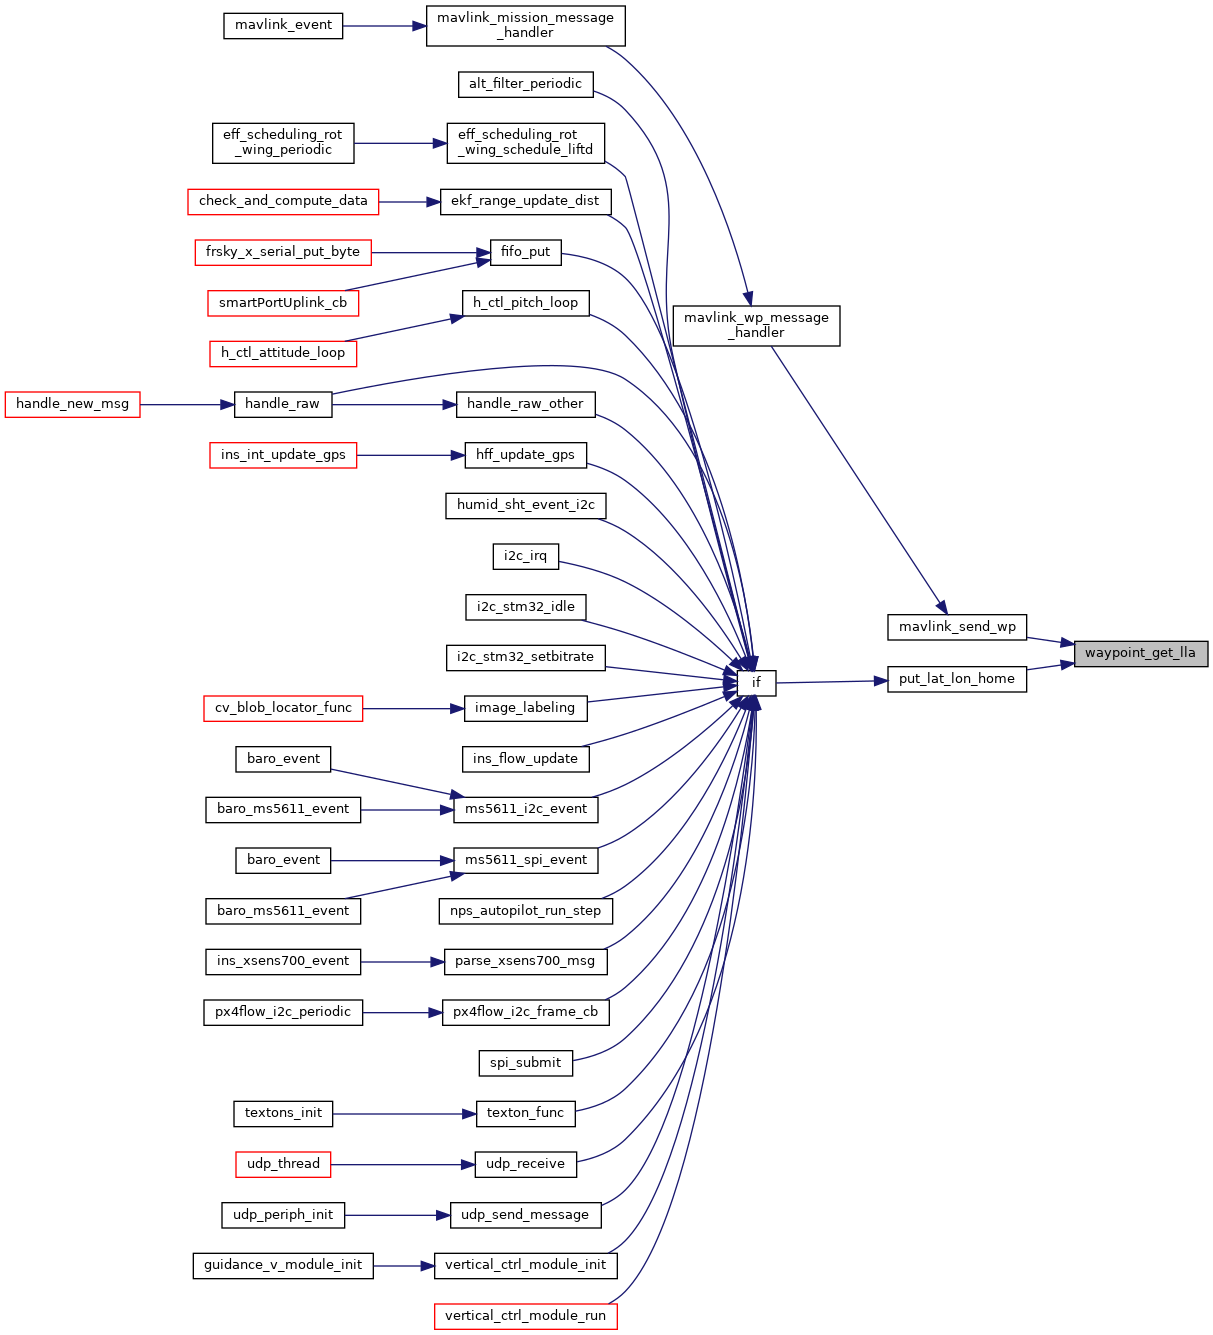 mavlink_event
mavlink_mission_message
_handler
alt_filter_periodic
eff_scheduling_rot
_wing_periodic
eff_scheduling_rot
_wing_schedule_liftd
check_and_compute_data
ekf_range_update_dist
frsky_x_serial_put_byte
fifo_put
smartPortUplink_cb
h_ctl_pitch_loop
mavlink_wp_message
_handler
h_ctl_attitude_loop
handle_new_msg
handle_raw
handle_raw_other
ins_int_update_gps
hff_update_gps
humid_sht_event_i2c
i2c_irq
i2c_stm32_idle
mavlink_send_wp
waypoint_get_lla
i2c_stm32_setbitrate
put_lat_lon_home
if
cv_blob_locator_func
image_labeling
baro_event
ins_flow_update
baro_ms5611_event
ms5611_i2c_event
baro_event
ms5611_spi_event
baro_ms5611_event
nps_autopilot_run_step
ins_xsens700_event
parse_xsens700_msg
px4flow_i2c_periodic
px4flow_i2c_frame_cb
spi_submit
textons_init
texton_func
udp_thread
udp_receive
udp_periph_init
udp_send_message
guidance_v_module_init
vertical_ctrl_module_init
vertical_ctrl_module_run